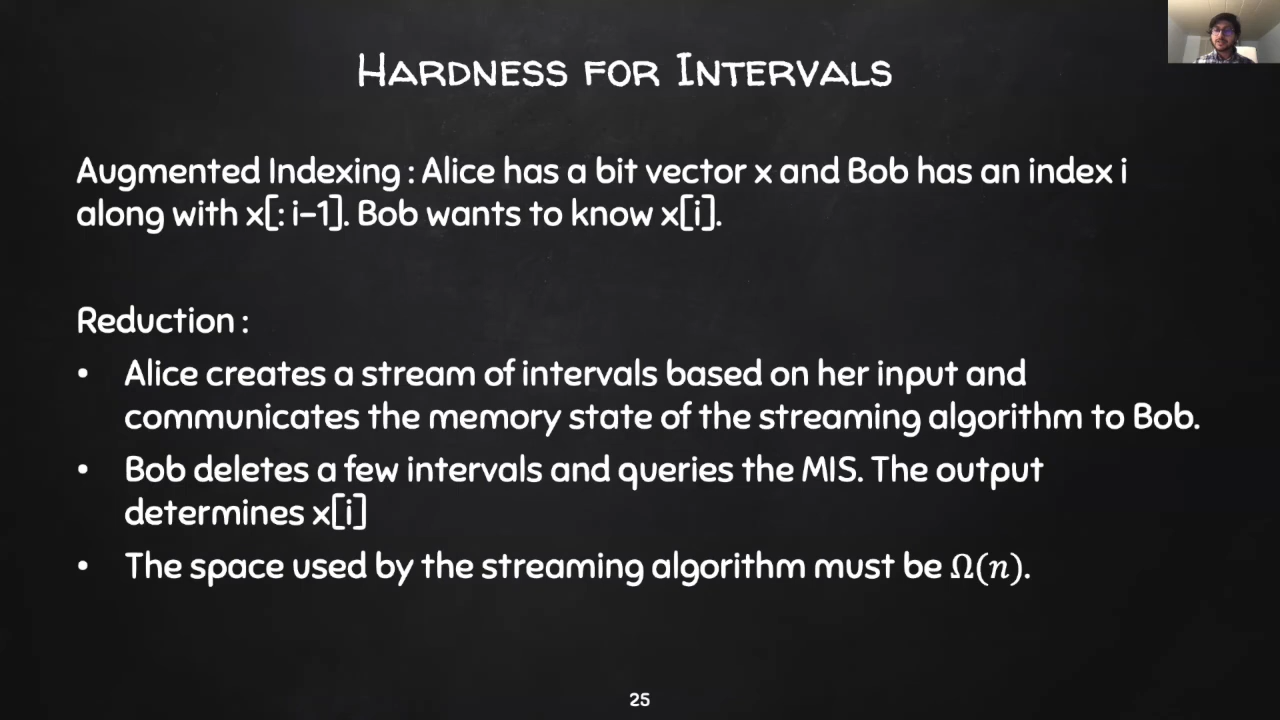 Hardness for Intervals
Augmented Indexing : Alice has a bit vector x and Bob has an index i
along with x[: i-1]. Bob wants to know x[i].
Reduction :
• Alice creates a stream of intervals based on her input and
communicates the memory state of the streaming algorithm to Bob.
• Bob deletes a few intervals and queries the MIS. The output
determines x[i]
• The space used by the streaming algorithm must be Ω(n).
25